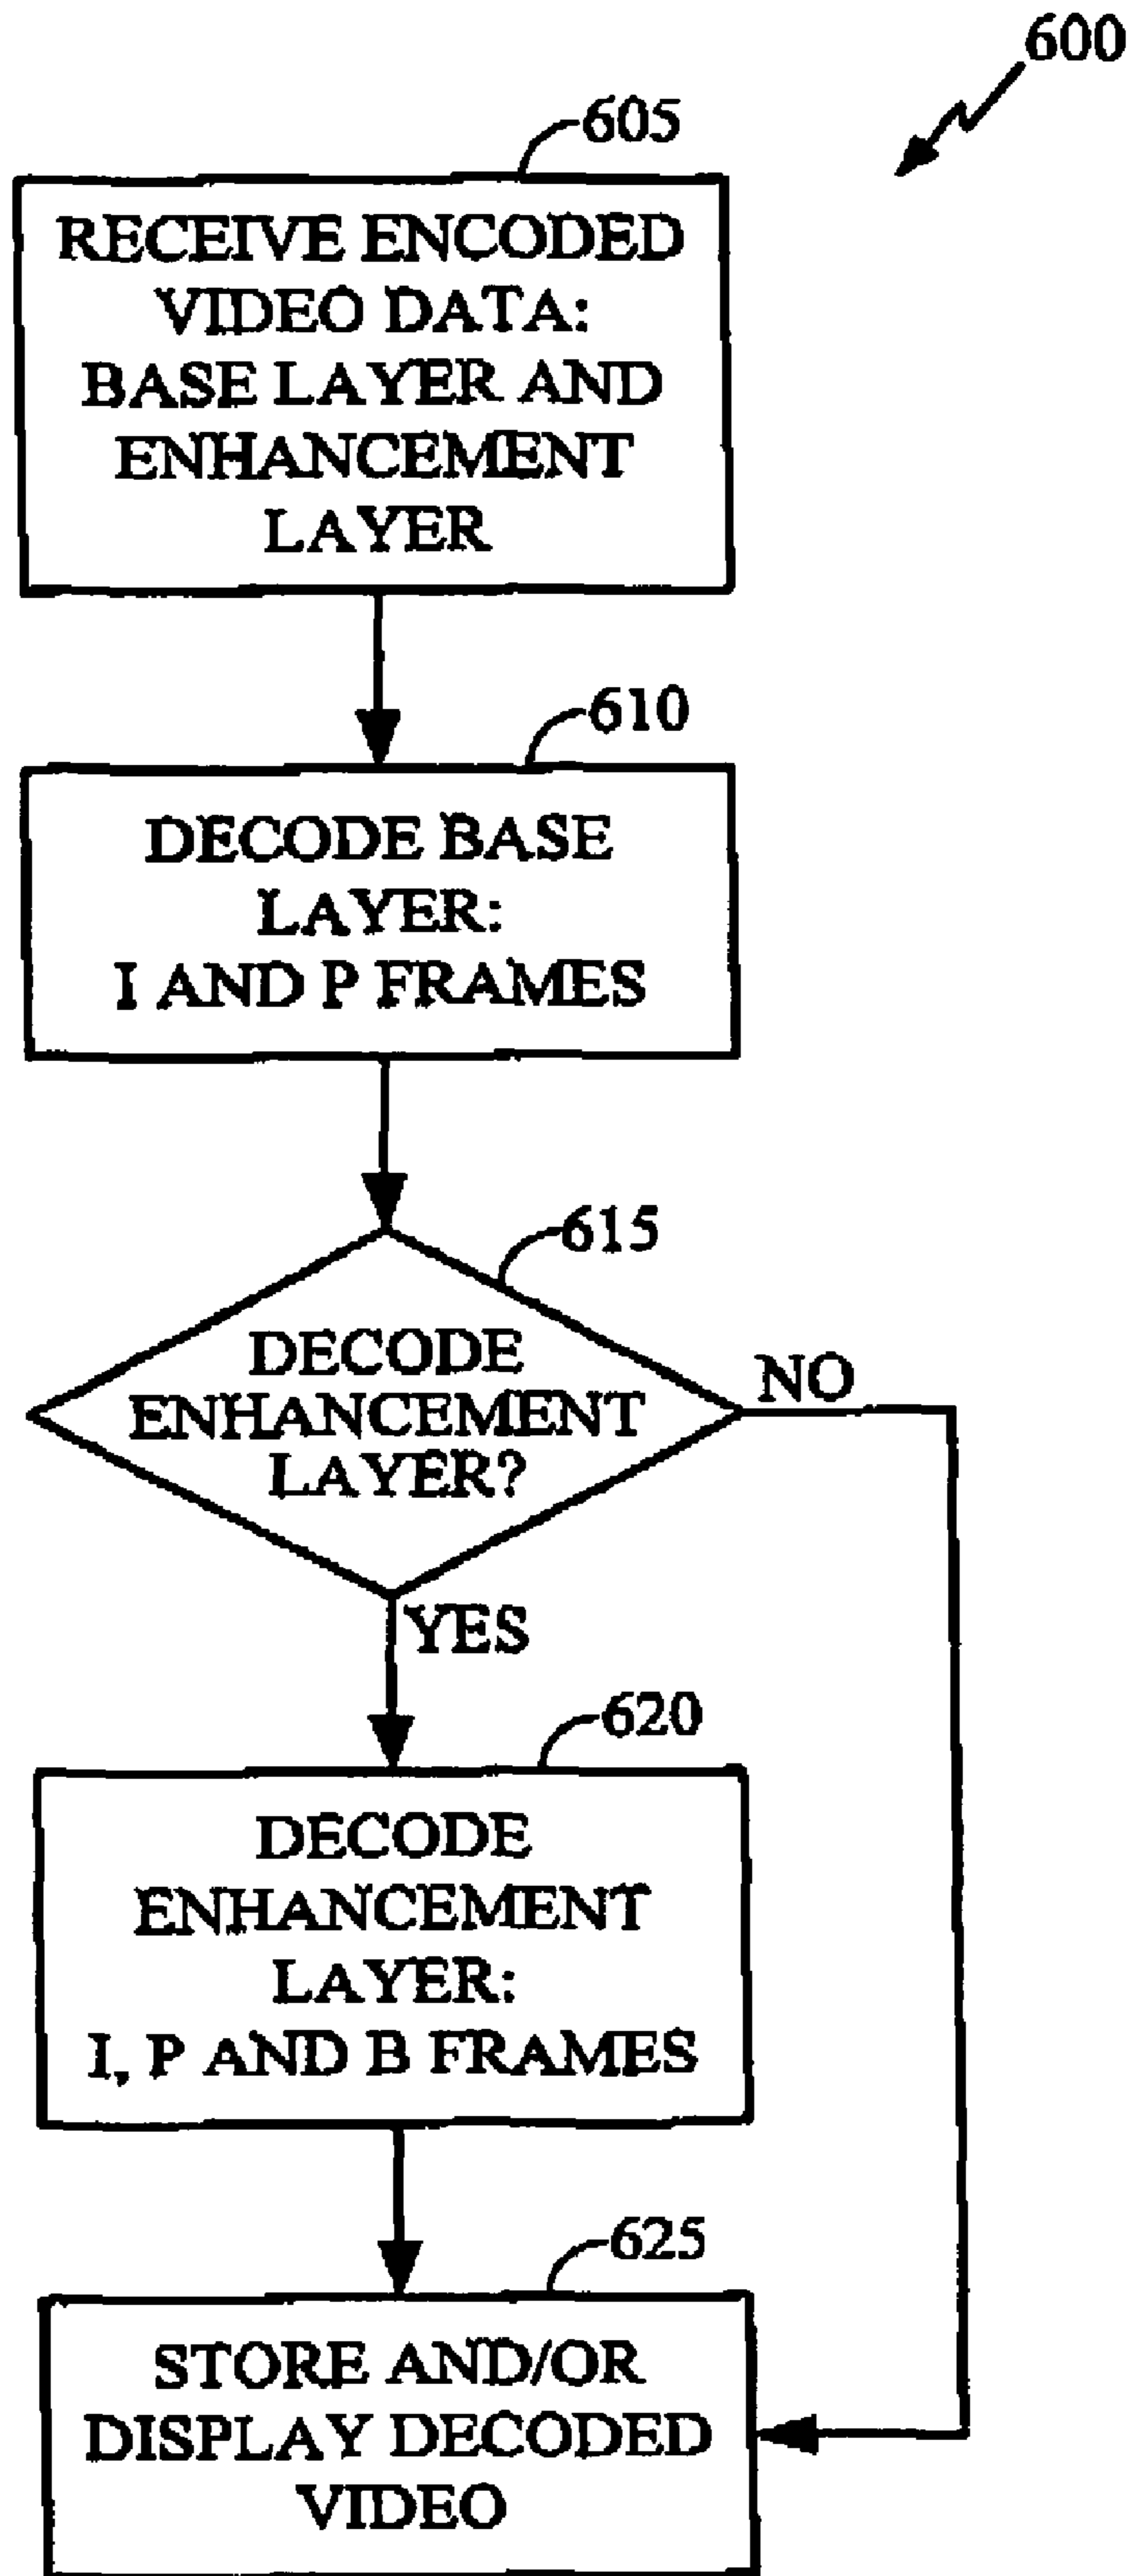 600
605
RECEIVE ENCODED
VIDEO DATA:
BASE LAYER AND
ENHANCEMENT
LAYER
610
DECODE BASE
LAYER:
I AND P FRAMES
615
DECODE
ENHANCEMENT
LAYER?
NO
YES
620
DECODE
ENHANCEMENT
LAYER:
I, P AND B FRAMES
625
STORE AND/OR
DISPLAY DECODED
VIDEO